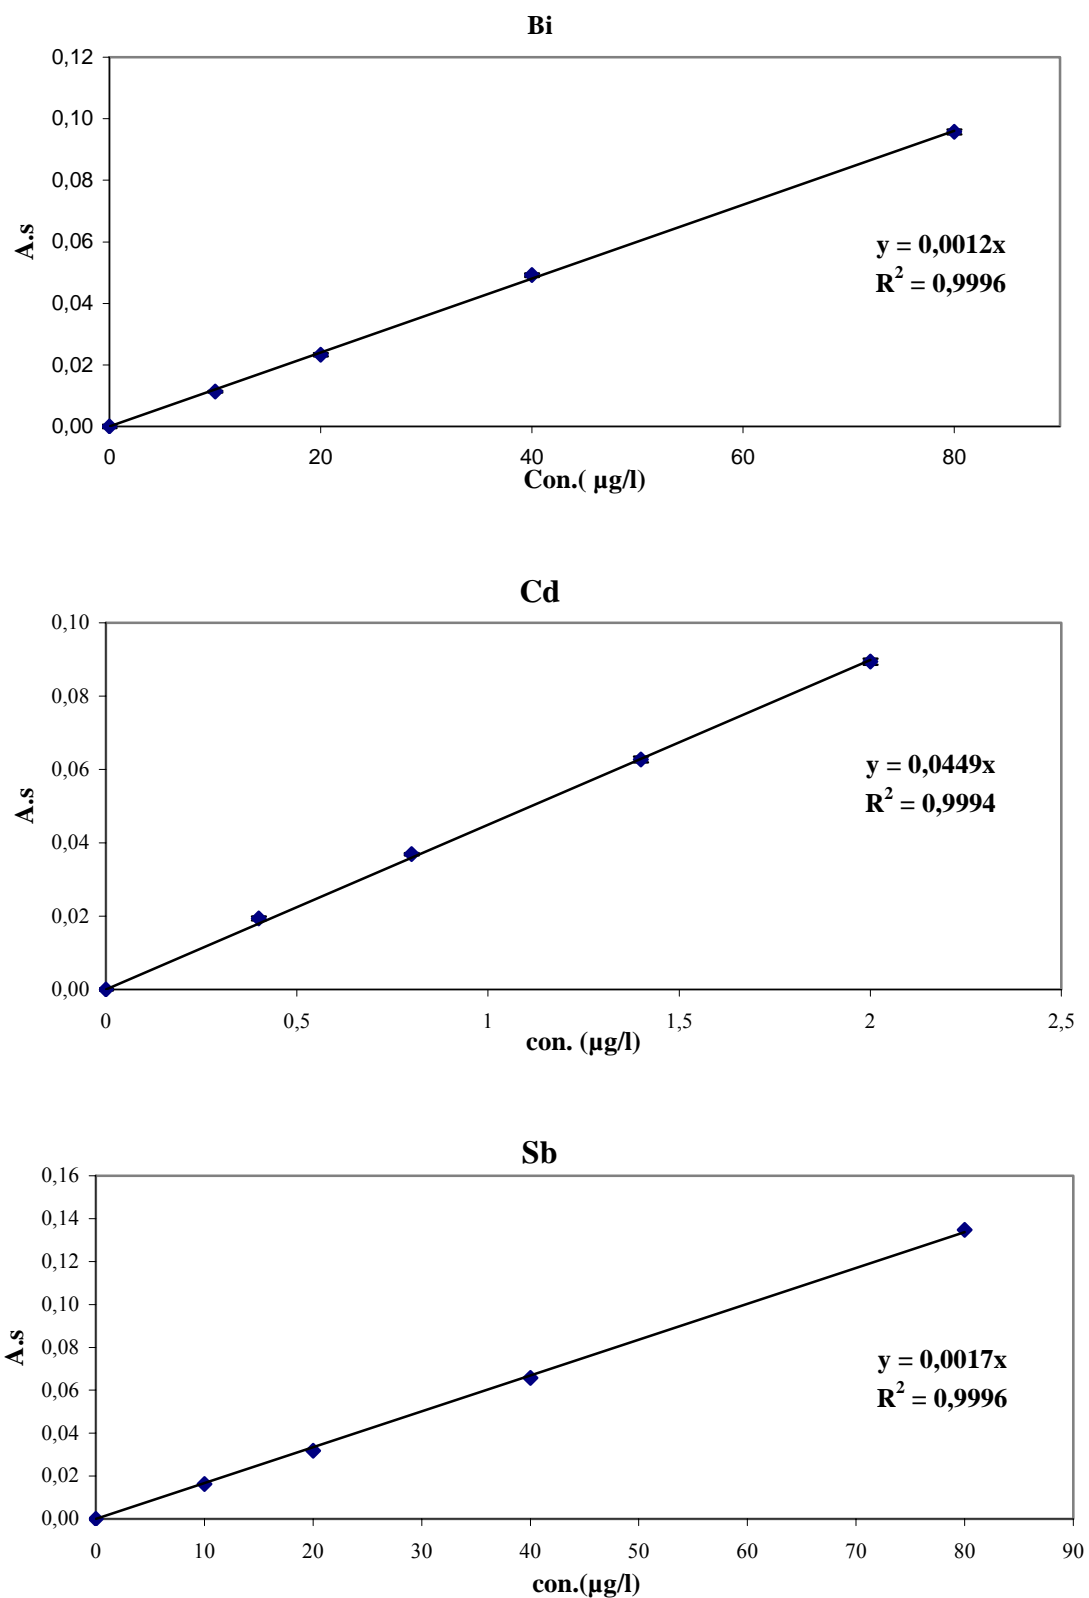 Bi
0,12
0,10
0,08
0,06
0,04
0,02
0,00
A.s
y = 0,0012x
R² = 0,9996
0 20 40 60 80
Con.( µg/l)
Cd
0,10
0,08
0,06
0,04
0,02
0,00
A.s
y = 0,0449x
R² = 0,9994
0 0,5 1 1,5 2 2,5
con. (µg/l)
Sb
0,16
0,14
0,12
0,10
0,08
0,06
0,04
0,02
0,00
A.s
y = 0,0017x
R² = 0,9996
0 10 20 30 40 50 60 70 80 90
con.(µg/l)